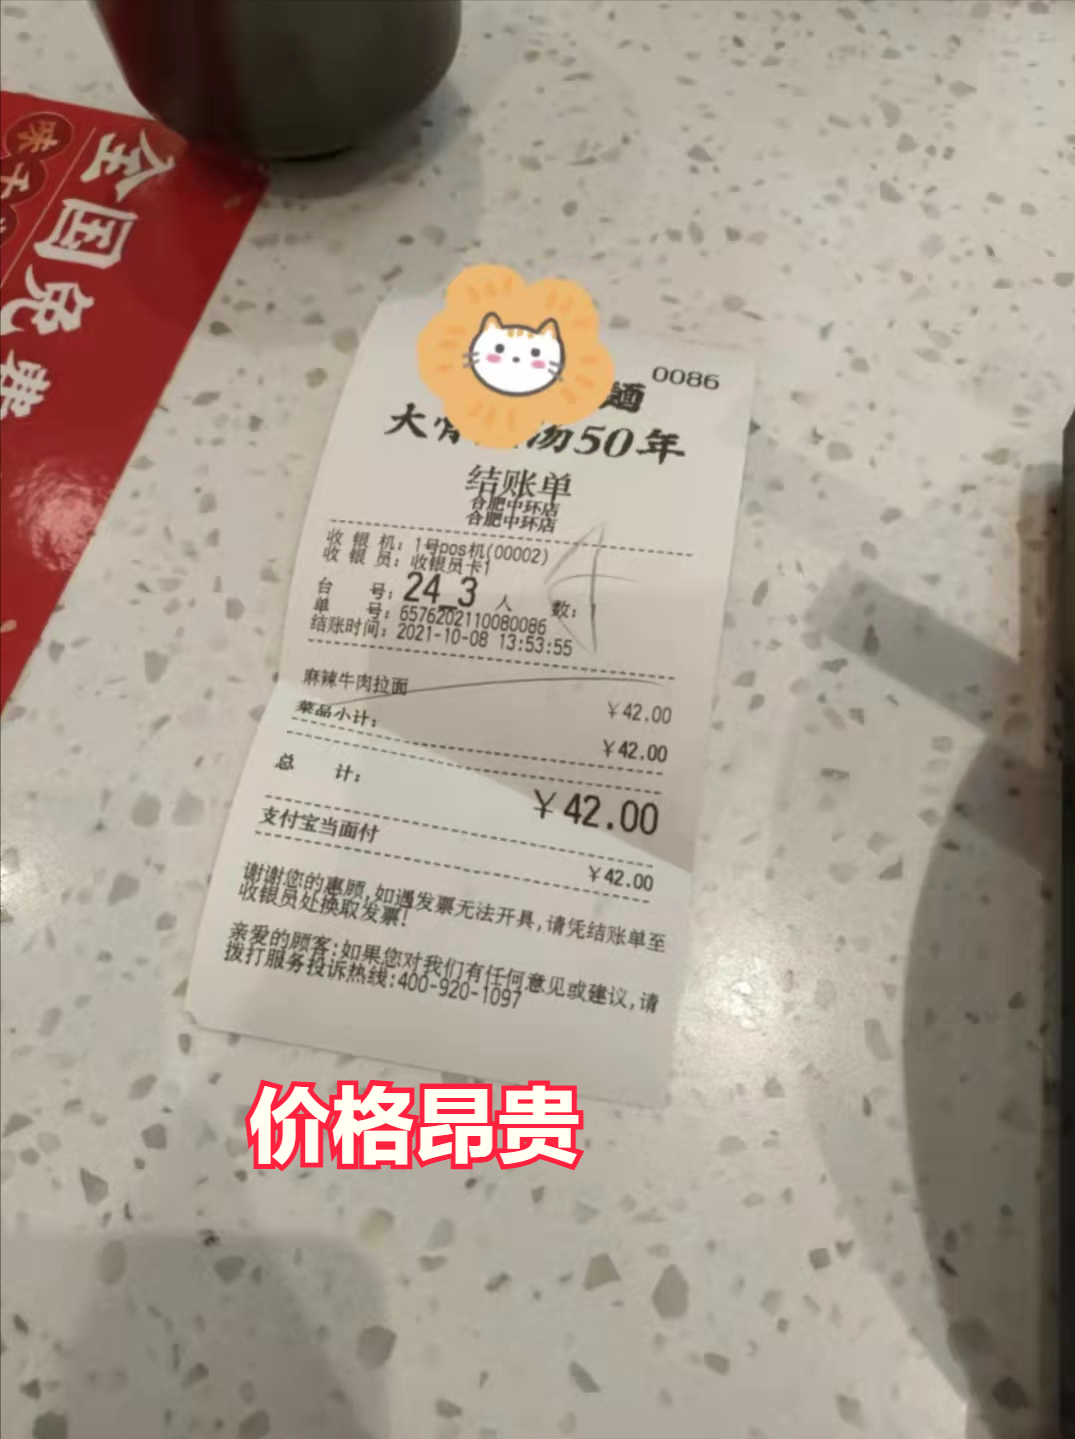 味千
全国免费
0086
麺
大骨 汤50年
结账单
合肥中环店
合肥中环店
收银机：1号pos机(00002)
收银员：收银员卡1
台号：24_3 人数：1
单号：6576202110080086
结账时间：2021-10-08 13:53:55
麻辣牛肉拉面 ￥42.00
菜品小计： ￥42.00
总计： ￥42.00
支付宝当面付 ￥42.00
谢谢您的惠顾,如遇发票无法开具,请凭结账单至
收银员处换取发票!
亲爱的顾客:如果您对我们有任何意见或建议,请
拨打服务投诉热线:400-920-1097
价格昂贵